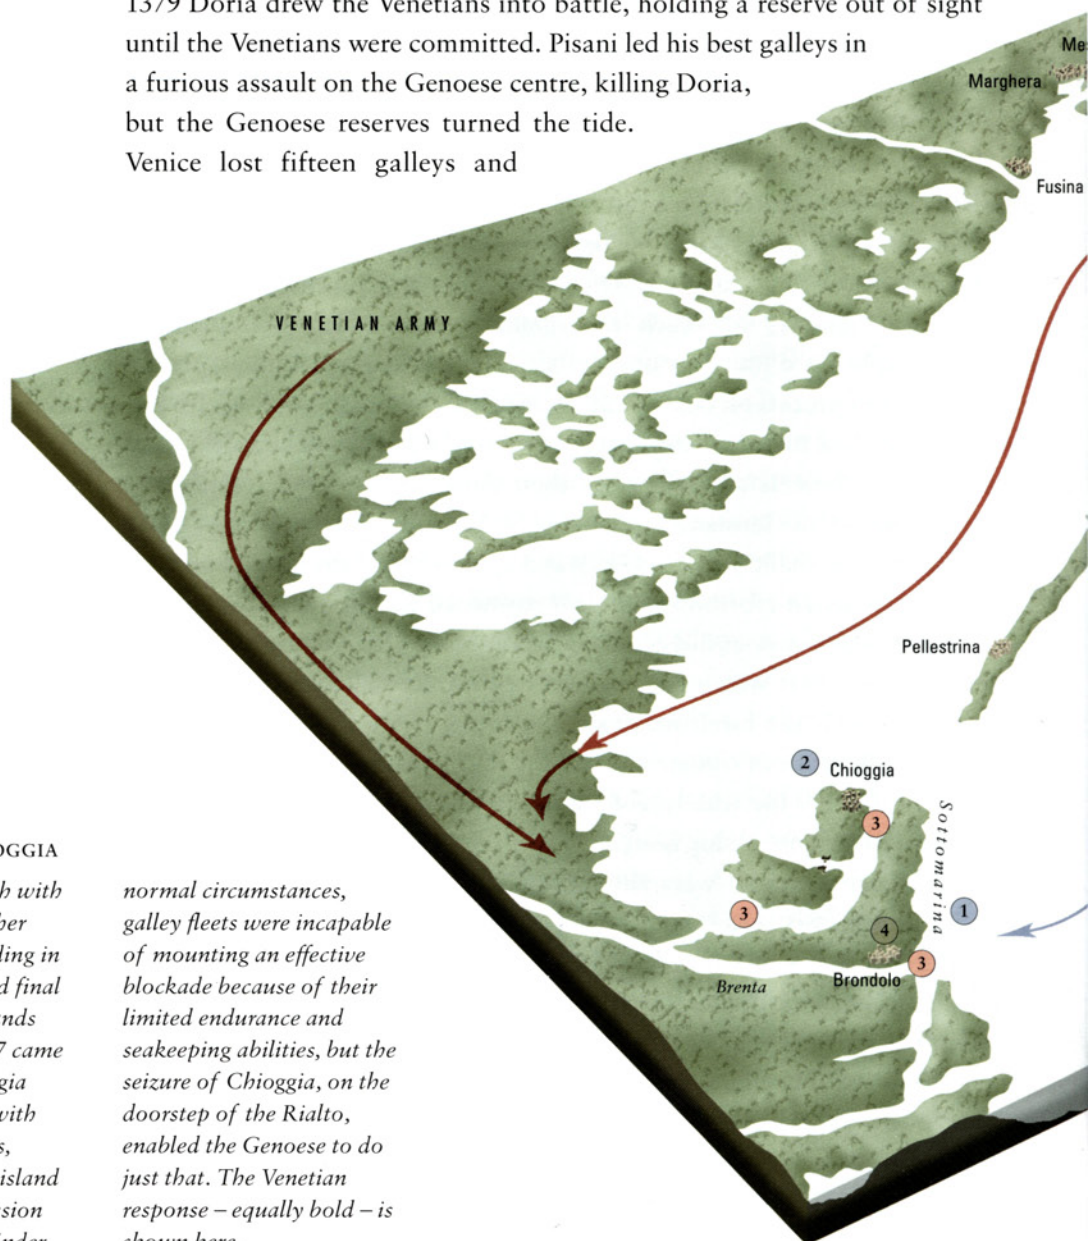 1379 Doria drew the Venetians into battle, holding a reserve out of sight
until the Venetians were committed. Pisani led his best galleys in
a furious assault on the Genoese centre, killing Doria,
but the Genoese reserves turned the tide.
Venice lost fifteen galleys and
Marghera
Fusina
VENETIAN ARMY
Pellestrina
2
Chioggia
3
Sottomarina
1
3
4
3
Brondolo
Brenta
normal circumstances,
galley fleets were incapable
of mounting an effective
blockade because of their
limited endurance and
seakeeping abilities, but the
seizure of Chioggia, on the
doorstep of the Rialto,
enabled the Genoese to do
just that. The Venetian
response – equally bold – is
shown here.